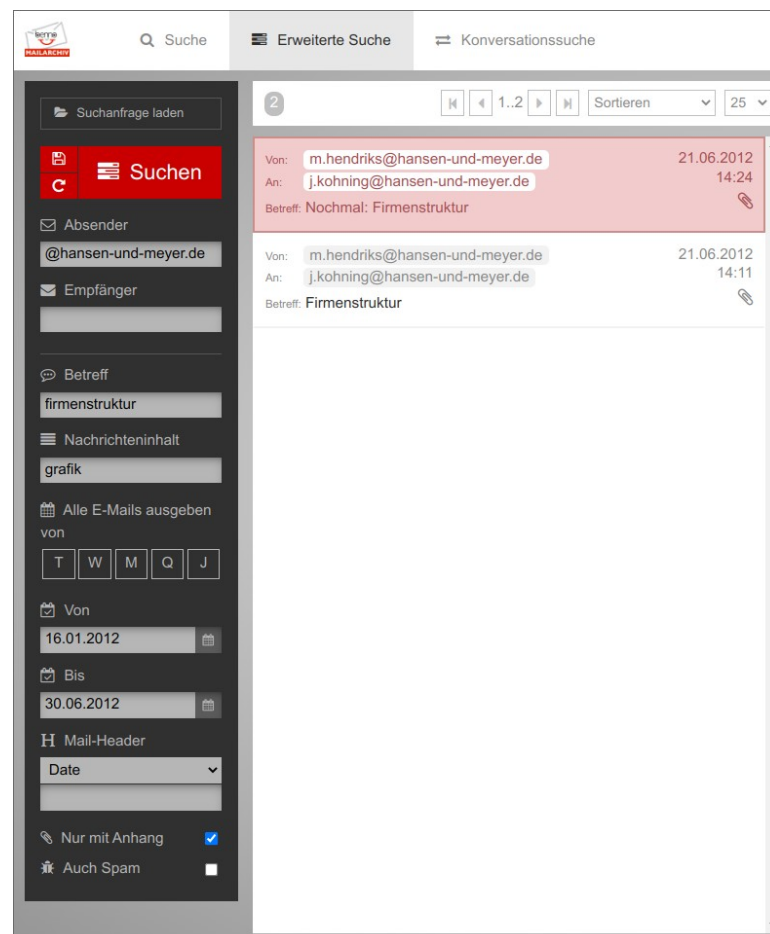 MAILARCHIV
Suche
Erweiterte Suche
Konversationssuche
Suchanfrage laden
Suchen
Absender
@hansen-und-meyer.de
Empfänger
Betreff
firmenstruktur
Nachrichteninhalt
grafik
Alle E-Mails ausgeben
von
T W M Q J
Von
16.01.2012
Bis
30.06.2012
H Mail-Header
Date
Nur mit Anhang
Auch Spam
2
1..2
Sortieren
25
Von: m.hendriks@hansen-und-meyer.de
21.06.2012
An: j.kohning@hansen-und-meyer.de
14:24
Betreff: Nochmal: Firmenstruktur
Von: m.hendriks@hansen-und-meyer.de
21.06.2012
An: j.kohning@hansen-und-meyer.de
14:11
Betreff: Firmenstruktur